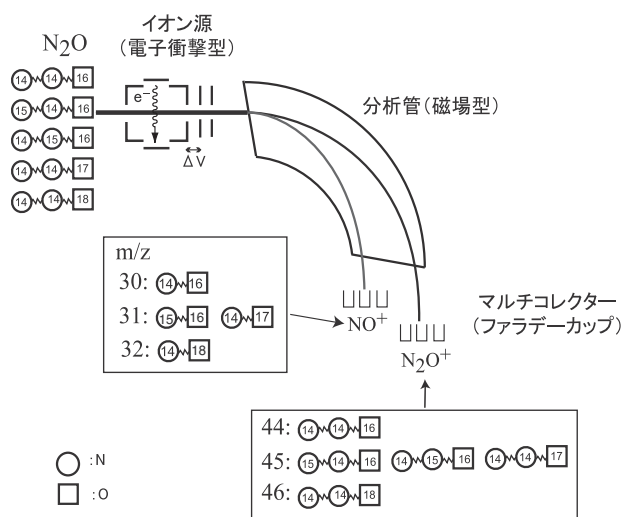 イオン源
(電子衝撃型)
N2O
14 14 16
15 14 16
14 15 16
14 14 17
14 14 18
e−
ΔV
分析管(磁場型)
m/z
30: 14 16
31: 15 16 14 17
32: 14 18
NO+
N2O+
マルチコレクター
(ファラデーカップ)
44: 14 14 16
45: 15 14 16 14 15 16 14 14 17
46: 14 14 18
:N
:O